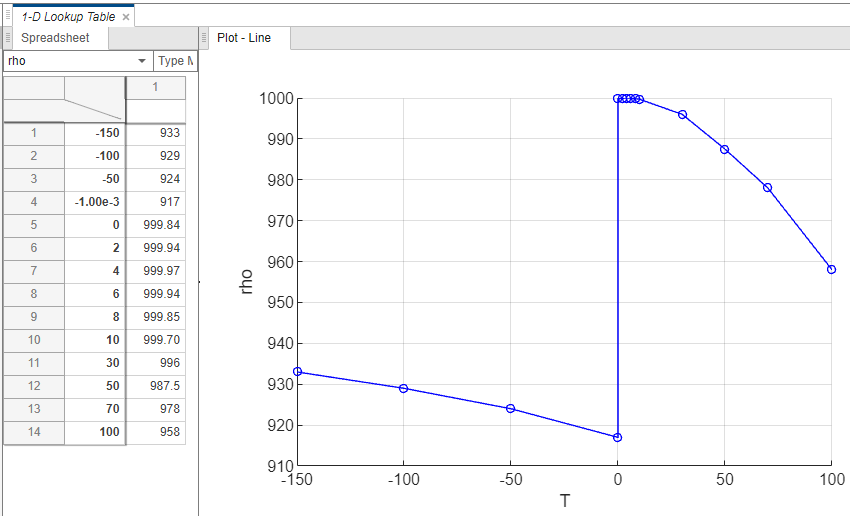 1-D Lookup Table ×
Spreadsheet
Plot - Line
rho
Type M
1
1 -150 933
2 -100 929
3 -50 924
4 -1.00e-3 917
5 0 999.84
6 2 999.94
7 4 999.97
8 6 999.94
9 8 999.85
10 10 999.70
11 30 996
12 50 987.5
13 70 978
14 100 958
1000
990
980
970
960
950
940
930
920
910
rho
-150 -100 -50 0 50 100
T